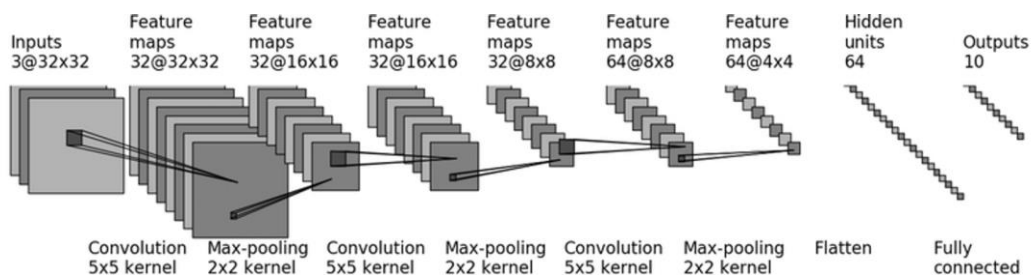 Inputs
3@32x32
Feature
maps
32@32x32
Feature
maps
32@16x16
Feature
maps
32@16x16
Feature
maps
32@8x8
Feature
maps
64@8x8
Feature
maps
64@4x4
Hidden
units
64
Outputs
10
Convolution
5x5 kernel
Max-pooling
2x2 kernel
Convolution
5x5 kernel
Max-pooling
2x2 kernel
Convolution
5x5 kernel
Max-pooling
2x2 kernel
Flatten
Fully
connected